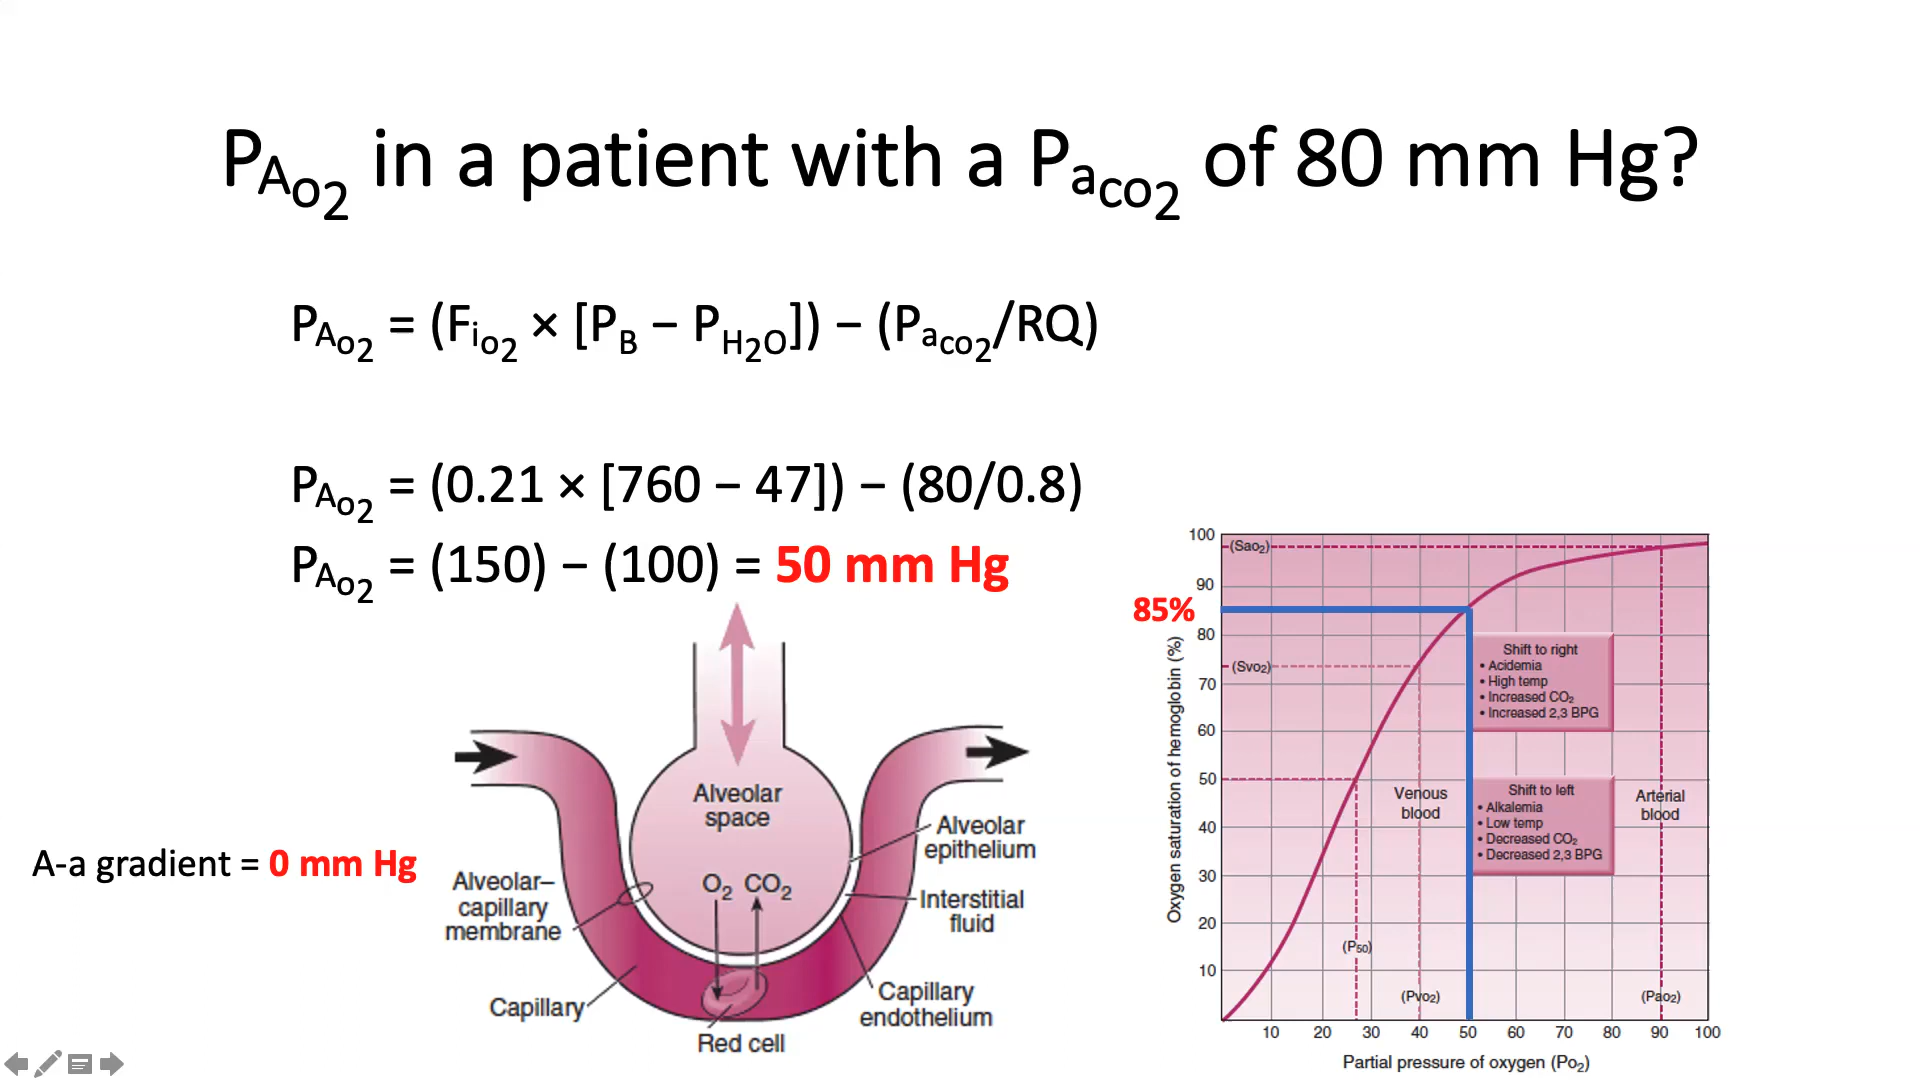 PAO2 in a patient with a PaCO2 of 80 mm Hg?
PAO2 = (FiO2 × [PB − PH2O]) − (PaCO2/RQ)
PAO2 = (0.21 × [760 − 47]) − (80/0.8)
PAO2 = (150) − (100) = 50 mm Hg
A-a gradient = 0 mm Hg
Alveolar
space
O2 CO2
Alveolar
epithelium
Interstitial
fluid
Alveolar–
capillary
membrane
Capillary
Capillary
endothelium
Red cell
85%
Oxygen saturation of hemoglobin (%)
100
90
80
70
60
50
40
30
20
10
(Sao2)
(Svo2)
Shift to right
• Acidemia
• High temp
• Increased CO2
• Increased 2,3 BPG
Shift to left
• Alkalemia
• Low temp
• Decreased CO2
• Decreased 2,3 BPG
Venous
blood
Arterial
blood
(P50)
(Pvo2)
(Pao2)
10 20 30 40 50 60 70 80 90 100
Partial pressure of oxygen (Po2)